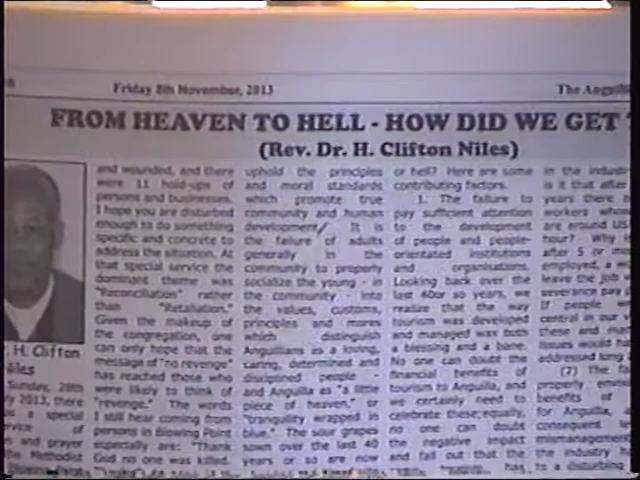 Friday 8th November, 2013
The Anguil
FROM HEAVEN TO HELL - HOW DID WE GET
(Rev. Dr. H. Clifton Niles)
H. Clifton
Niles
Sunday, 28th
July 2013, there
was a special
service of
and prayer
the Methodist
and wounded, and there
were 11 hold-ups of
persons and businesses.
I hope you are disturbed
enough to do something
specific and concrete to
address the situation. At
that special service the
dominant theme was
"Reconciliation" rather
than "Retaliation."
Given the makeup of
the congregation, one
can only hope that the
message of "no revenge"
has reached those who
were likely to think of
"revenge." The words
I still hear coming from
persons in Blowing Point
especially are: "Thank
God no one was killed.
uphold the principles
and moral standards
which promote true
community and human
development/ It is
the failure of adults
generally in the
community to properly
socialize the young - in
the community - into
the values, customs,
principles and mores
which distinguish
Anguillians as a loving,
caring, determined and
disciplined people -
and Anguilla as "a little
piece of heaven," or
"tranquility wrapped in
blue." The sour grapes
sown over the last 40
years or so are now
or hell? Here are some
contributing factors.
1. The failure to
pay sufficient attention
to the development
of people and people-
orientated institutions
and organisations.
Looking back over the
last 40or so years, we
realize that the way
tourism was developed
and managed was both
a blessing and a bane.
No one can doubt the
financial benefits of
tourism to Anguilla, and
we certainly need to
celebrate these;equally,
no one can doubt
the negative impact
and fall out that the
has
in the industr
is it that after
years there
workers whose
are around US
hour? Why
after 5 or m
employed, a w
leave the job
severance pay
If people w
central in our v
these and man
issues would ha
addressed long
(7) The fa
properly envis
benefits of
for Anguilla,
consequent
mismanagement
the industry h
to a disturbing